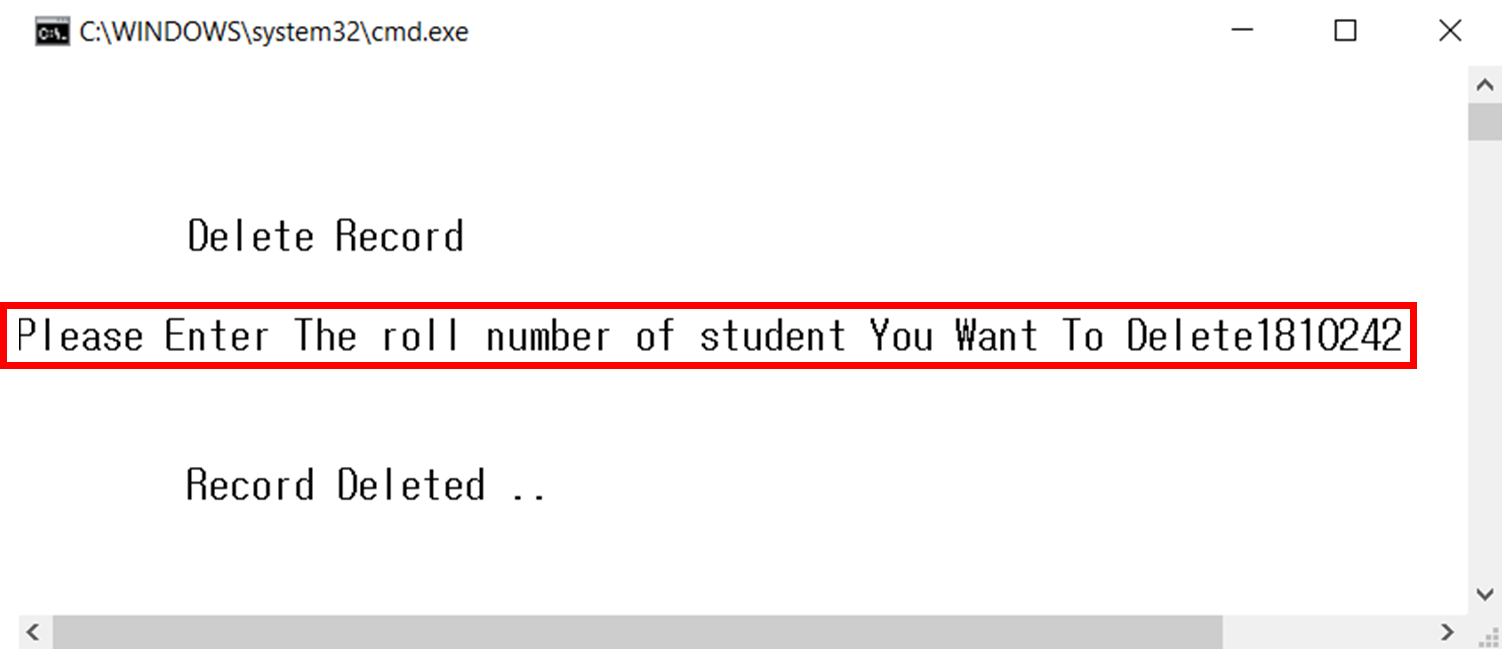 C:\WINDOWS\system32\cmd.exe
Delete Record
Please Enter The roll number of student You Want To Delete1810242
Record Deleted ..